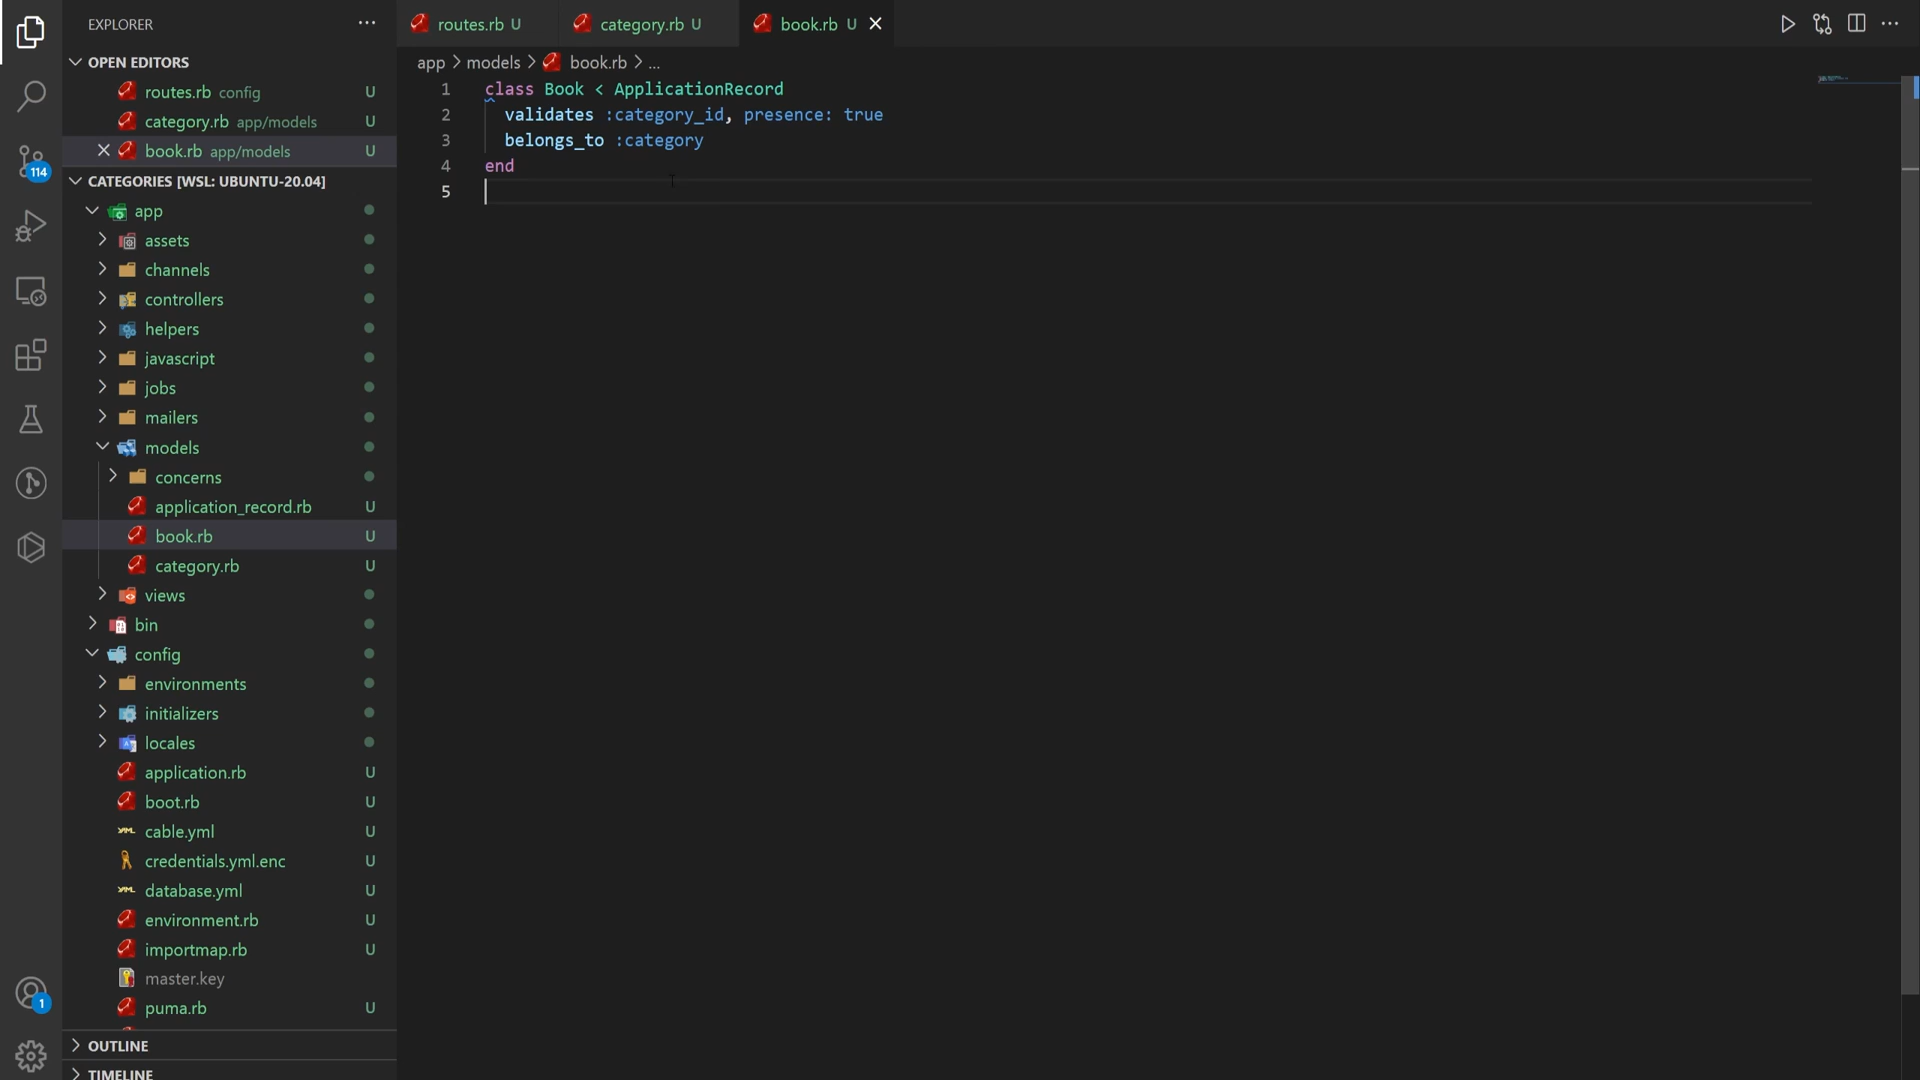 EXPLORER
OPEN EDITORS
routes.rb config U
category.rb app/models U
book.rb app/models U
114
CATEGORIES [WSL: UBUNTU-20.04]
app
assets
channels
controllers
helpers
javascript
jobs
mailers
models
concerns
application_record.rb U
book.rb U
category.rb U
views
bin
config
environments
initializers
locales
application.rb U
boot.rb U
cable.yml U
credentials.yml.enc U
database.yml U
environment.rb U
importmap.rb U
master.key
puma.rb U
1
OUTLINE
TIMELINE
routes.rb U
category.rb U
book.rb U
app > models > book.rb > ...
1 class Book < ApplicationRecord
2 validates :category_id, presence: true
3 belongs_to :category
4 end
5